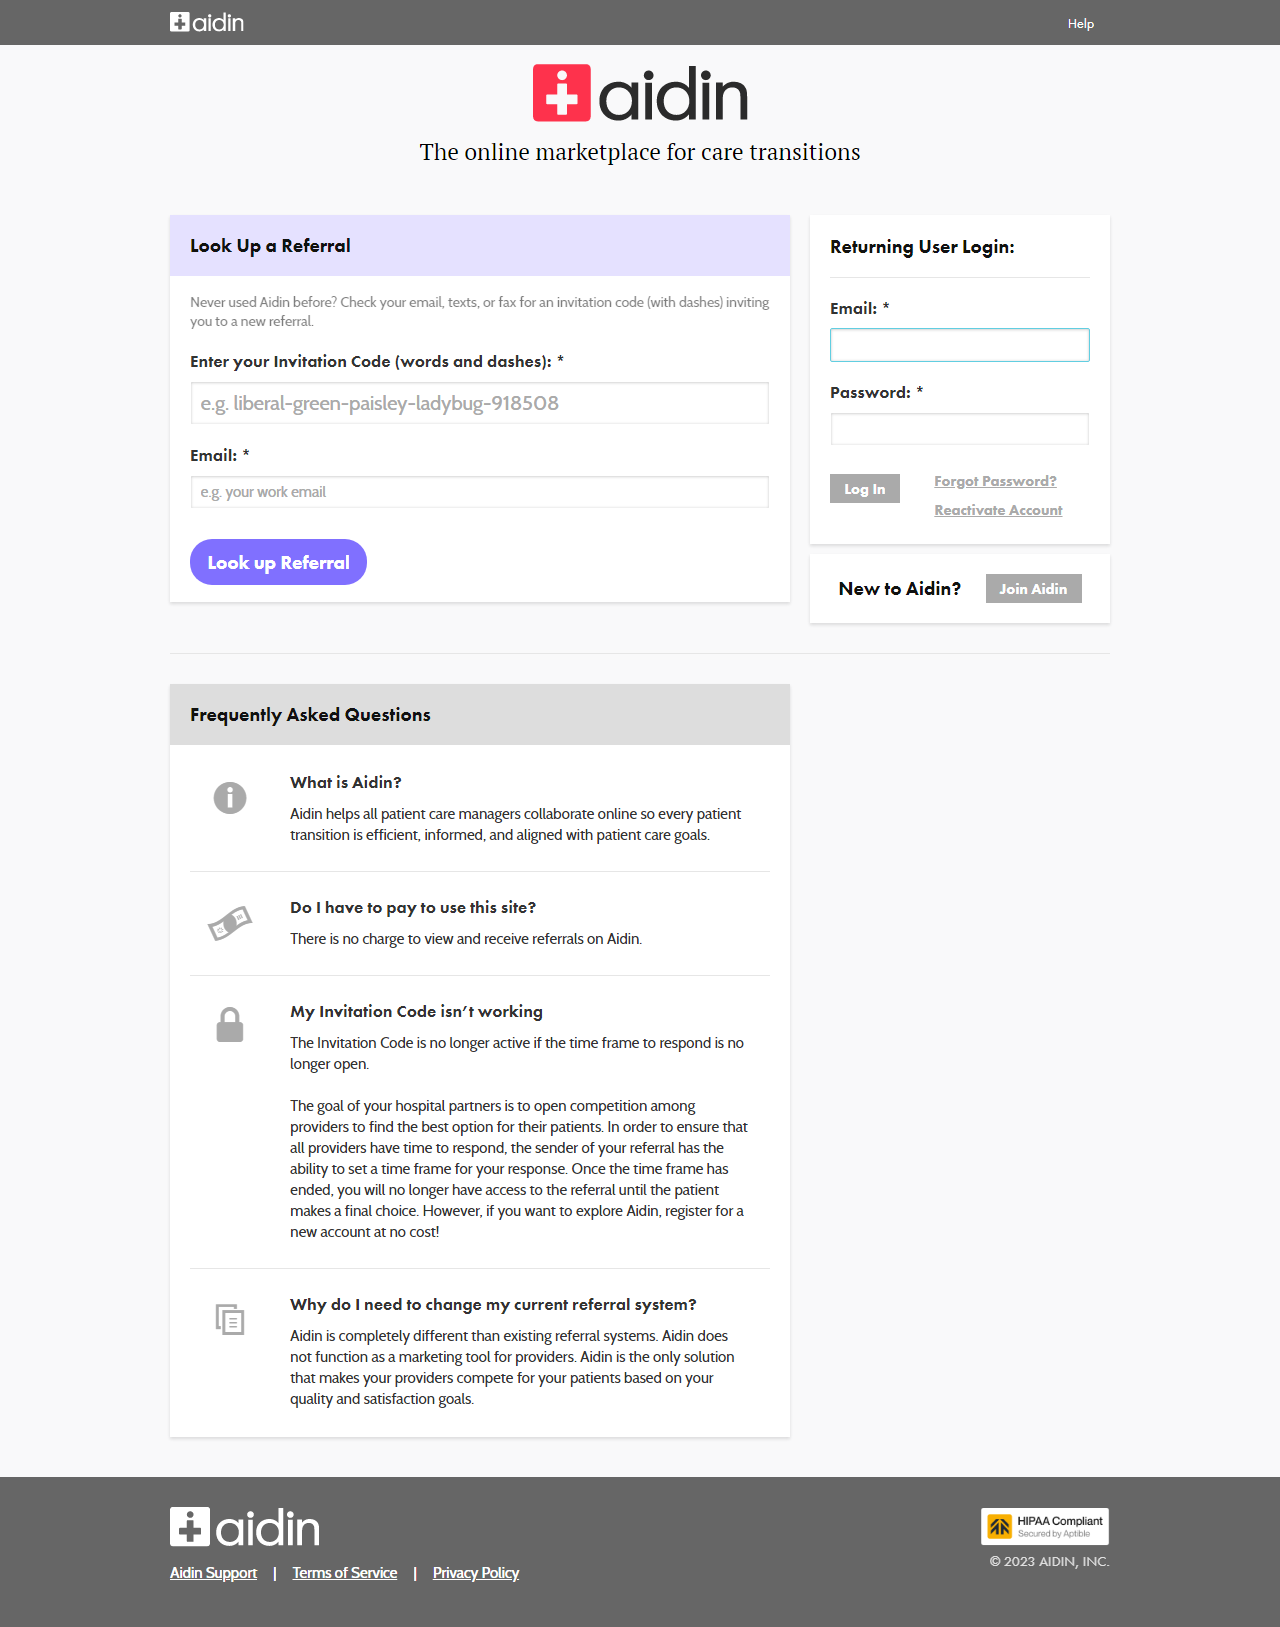 aidin
Help
aidin
The online marketplace for care transitions
Look Up a Referral
Never used Aidin before? Check your email, texts, or fax for an invitation code (with dashes) inviting
you to a new referral.
Enter your Invitation Code (words and dashes): *
e.g. liberal-green-paisley-ladybug-918508
Email: *
e.g. your work email
Look up Referral
Returning User Login:
Email: *
Password: *
Log In
Forgot Password?
Reactivate Account
New to Aidin?
Join Aidin
Frequently Asked Questions
What is Aidin?
Aidin helps all patient care managers collaborate online so every patient
transition is efficient, informed, and aligned with patient care goals.
Do I have to pay to use this site?
There is no charge to view and receive referrals on Aidin.
My Invitation Code isn’t working
The Invitation Code is no longer active if the time frame to respond is no
longer open.
The goal of your hospital partners is to open competition among
providers to find the best option for their patients. In order to ensure that
all providers have time to respond, the sender of your referral has the
ability to set a time frame for your response. Once the time frame has
ended, you will no longer have access to the referral until the patient
makes a final choice. However, if you want to explore Aidin, register for a
new account at no cost!
Why do I need to change my current referral system?
Aidin is completely different than existing referral systems. Aidin does
not function as a marketing tool for providers. Aidin is the only solution
that makes your providers compete for your patients based on your
quality and satisfaction goals.
aidin
Aidin Support | Terms of Service | Privacy Policy
HIPAA Compliant
Secured by Aptible
© 2023 AIDIN, INC.